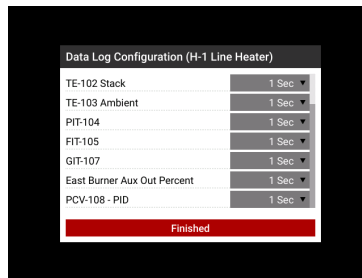 Data Log Configuration (H-1 Line Heater)
TE-102 Stack 1 Sec
TE-103 Ambient 1 Sec
PIT-104 1 Sec
FIT-105 1 Sec
GIT-107 1 Sec
East Burner Aux Out Percent 1 Sec
PCV-108 - PID 1 Sec
Finished